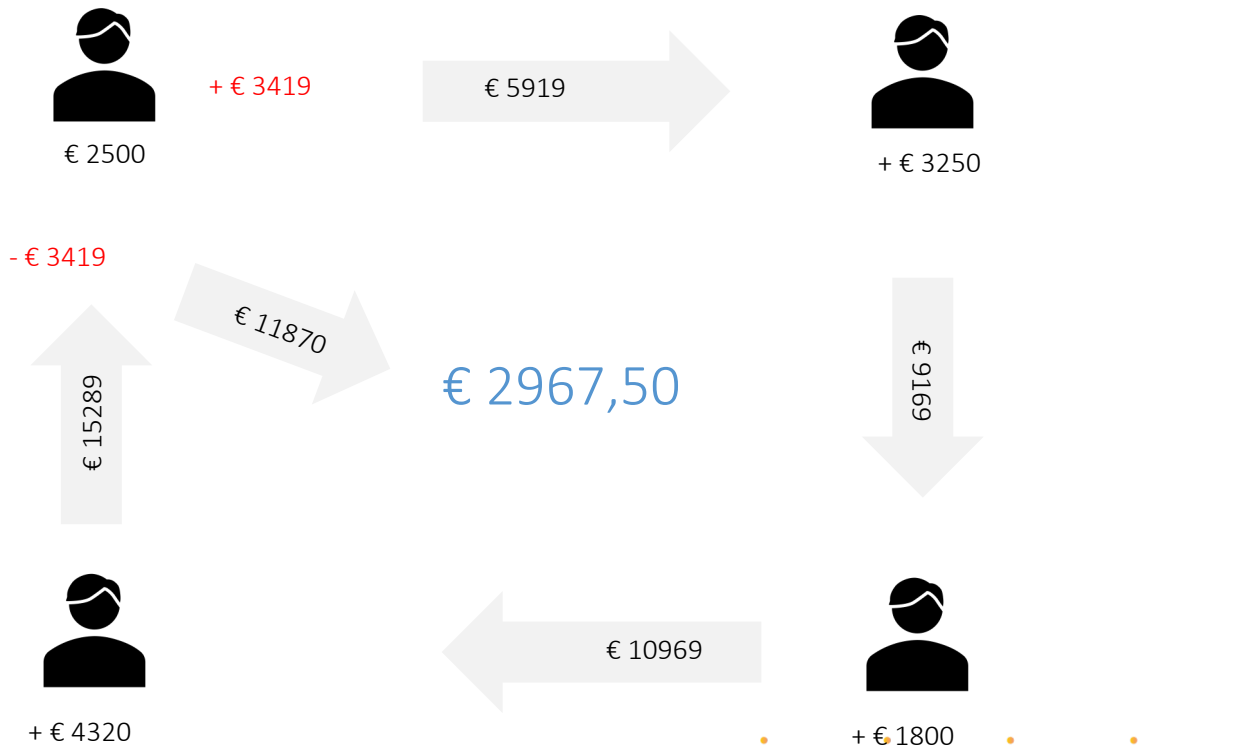 + € 3419
€ 5919
€ 2500
+ € 3250
- € 3419
€ 11870
€ 2967,50
€ 9169
€ 15289
€ 10969
+ € 4320
+ € 1800